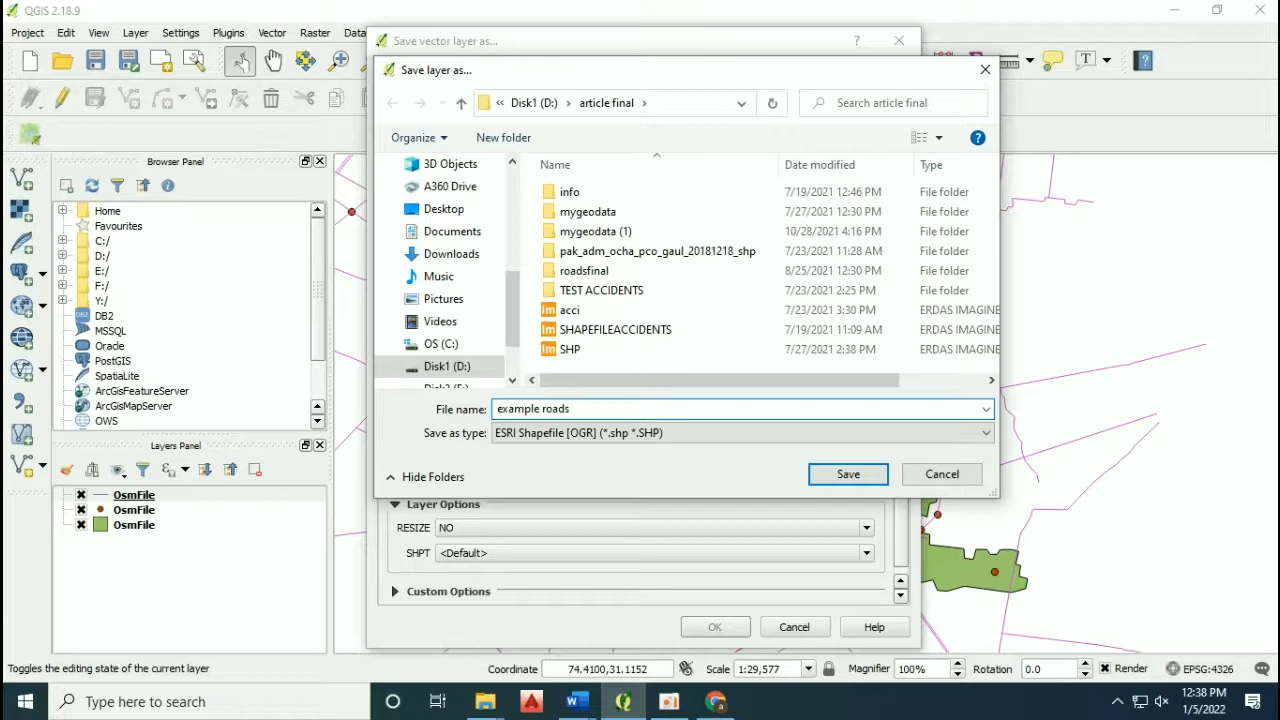 QGIS 2.18.9
Project Edit View Layer Settings Plugins Vector Raster
Save vector layer as...
?
Save layer as...
« Disk1 (D:) › article final ›
Search article final
Organize
New folder
3D Objects
A360 Drive
Desktop
Documents
Downloads
Music
Pictures
Videos
OS (C:)
Disk1 (D:)
Name Date modified Type
info 7/19/2021 12:46 PM File folder
mygeodata 7/27/2021 12:30 PM File folder
mygeodata (1) 10/28/2021 4:16 PM File folder
pak_adm_ocha_pco_gaul_20181218_shp 7/23/2021 11:28 AM File folder
roadsfinal 8/25/2021 12:30 PM File folder
TEST ACCIDENTS 7/23/2021 2:25 PM File folder
acci 7/23/2021 3:30 PM ERDAS IMAGINE
SHAPEFILEACCIDENTS 7/19/2021 11:09 AM ERDAS IMAGINE
SHP 7/27/2021 2:38 PM ERDAS IMAGINE
File name: example roads
Save as type: ESRI Shapefile [OGR] (*.shp *.SHP)
Hide Folders
Save
Cancel
Browser Panel
Home
Favourites
C:/
D:/
E:/
F:/
Y:/
DB2
MSSQL
Oracle
PostGIS
SpatiaLite
ArcGisFeatureServer
ArcGisMapServer
OWS
Layers Panel
OsmFile
OsmFile
OsmFile
Layer Options
RESIZE NO
SHPT <Default>
Custom Options
OK
Cancel
Help
Toggles the editing state of the current layer
Coordinate 74.4100,31.1152
Scale 1:29,577
Magnifier 100%
Rotation 0.0
Render
EPSG:4326
Type here to search
12:38 PM
1/5/2022